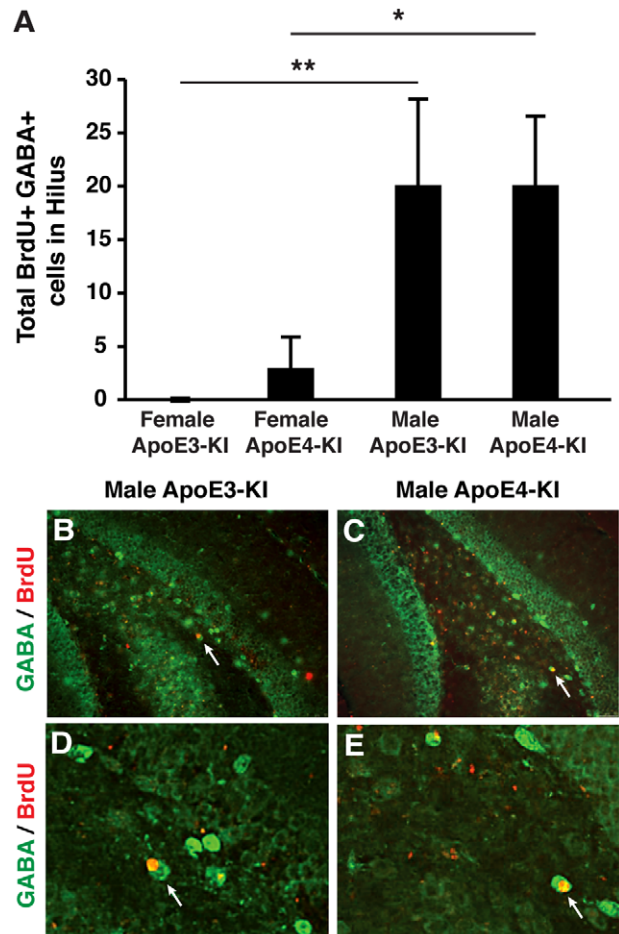 A
*
**
Total BrdU+ GABA+
cells in Hilus
30
25
20
15
10
5
0
Female
ApoE3-KI
Female
ApoE4-KI
Male
ApoE3-KI
Male
ApoE4-KI
Male ApoE3-KI
Male ApoE4-KI
GABA / BrdU
B
C
GABA / BrdU
D
E